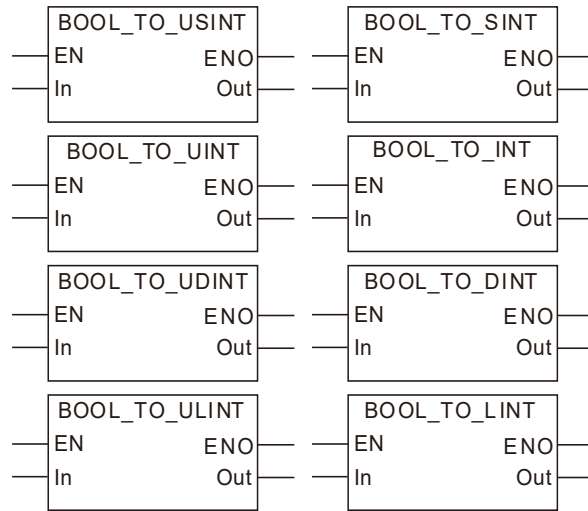 BOOL_TO_USINT
EN ENO
In Out
BOOL_TO_SINT
EN ENO
In Out
BOOL_TO_UINT
EN ENO
In Out
BOOL_TO_INT
EN ENO
In Out
BOOL_TO_UDINT
EN ENO
In Out
BOOL_TO_DINT
EN ENO
In Out
BOOL_TO_ULINT
EN ENO
In Out
BOOL_TO_LINT
EN ENO
In Out